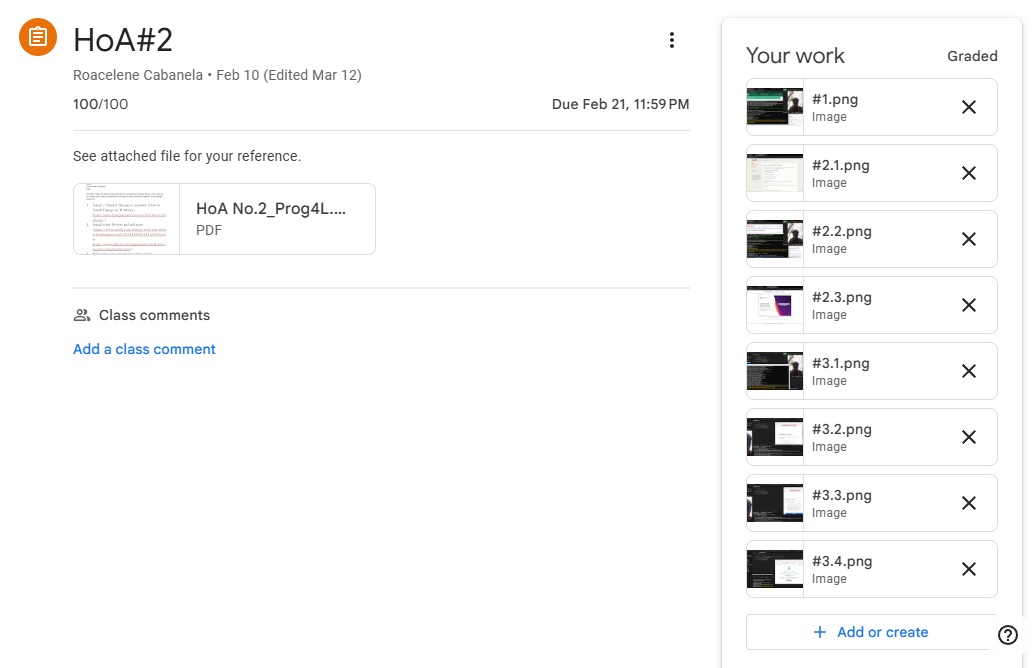 HoA#2
Roacelene Cabanela • Feb 10 (Edited Mar 12)
100/100
Due Feb 21, 11:59 PM
See attached file for your reference.
HoA No.2_Prog4L....
PDF
Class comments
Add a class comment
Your work
Graded
#1.png
Image
#2.1.png
Image
#2.2.png
Image
#2.3.png
Image
#3.1.png
Image
#3.2.png
Image
#3.3.png
Image
#3.4.png
Image
+ Add or create